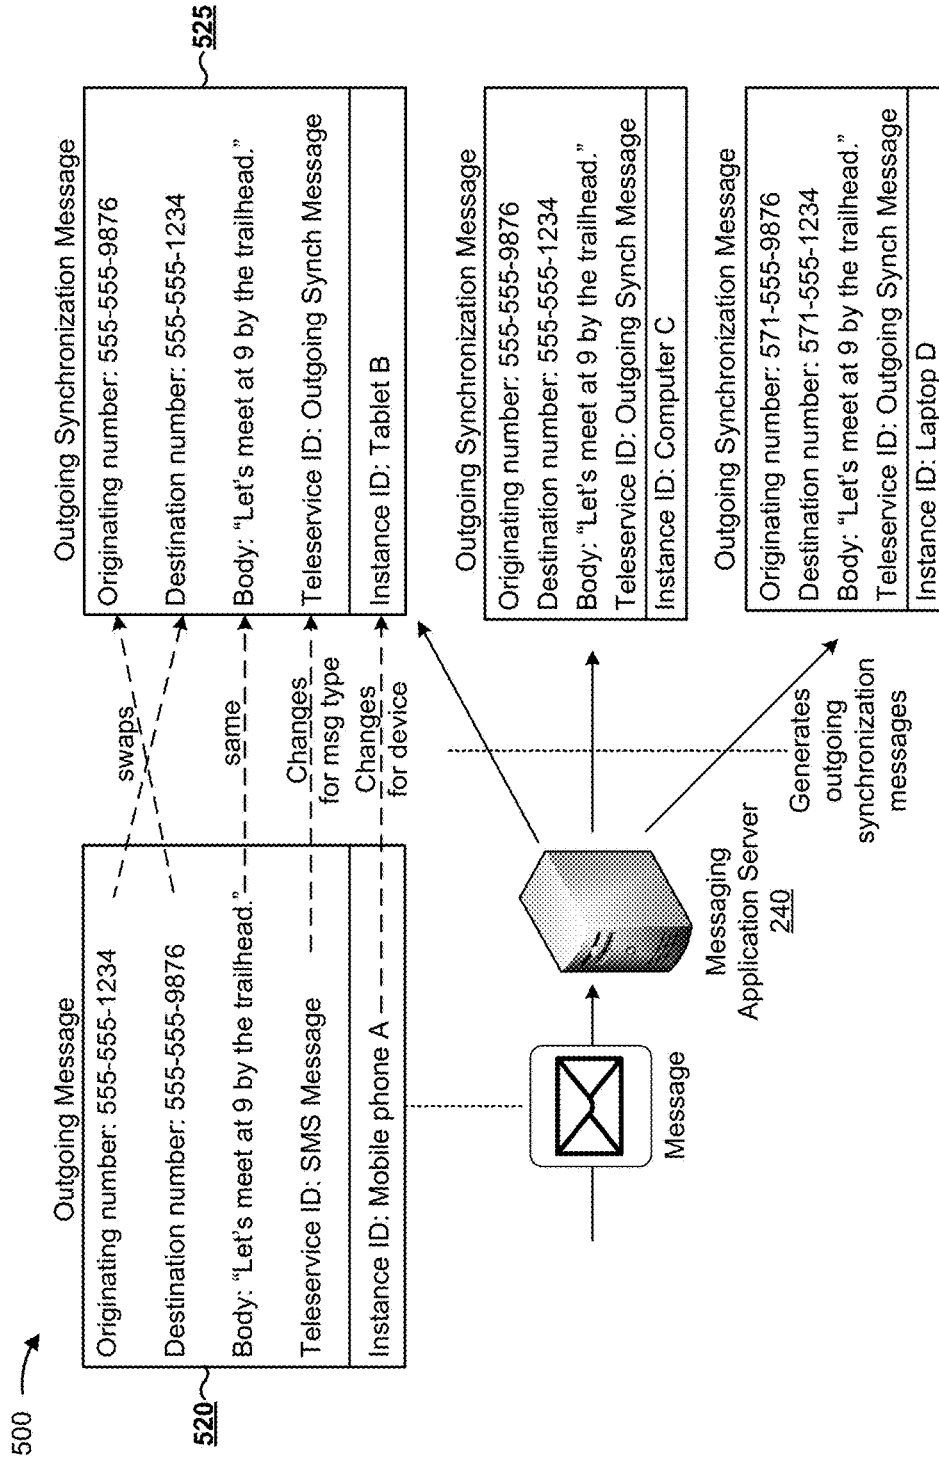 500
Outgoing Message
520
Originating number: 555-555-1234
Destination number: 555-555-9876
Body: “Let’s meet at 9 by the trailhead.”
Teleservice ID: SMS Message
Instance ID: Mobile phone A
swaps
same
Changes
for msg type
Changes
for device
Outgoing Synchronization Message
525
Originating number: 555-555-9876
Destination number: 555-555-1234
Body: “Let’s meet at 9 by the trailhead.”
Teleservice ID: Outgoing Synch Message
Instance ID: Tablet B
Message
Messaging
Application Server
240
Generates
outgoing
synchronization
messages
Outgoing Synchronization Message
Originating number: 555-555-9876
Destination number: 555-555-1234
Body: “Let’s meet at 9 by the trailhead.”
Teleservice ID: Outgoing Synch Message
Instance ID: Computer C
Outgoing Synchronization Message
Originating number: 571-555-9876
Destination number: 571-555-1234
Body: “Let’s meet at 9 by the trailhead.”
Teleservice ID: Outgoing Synch Message
Instance ID: Laptop D